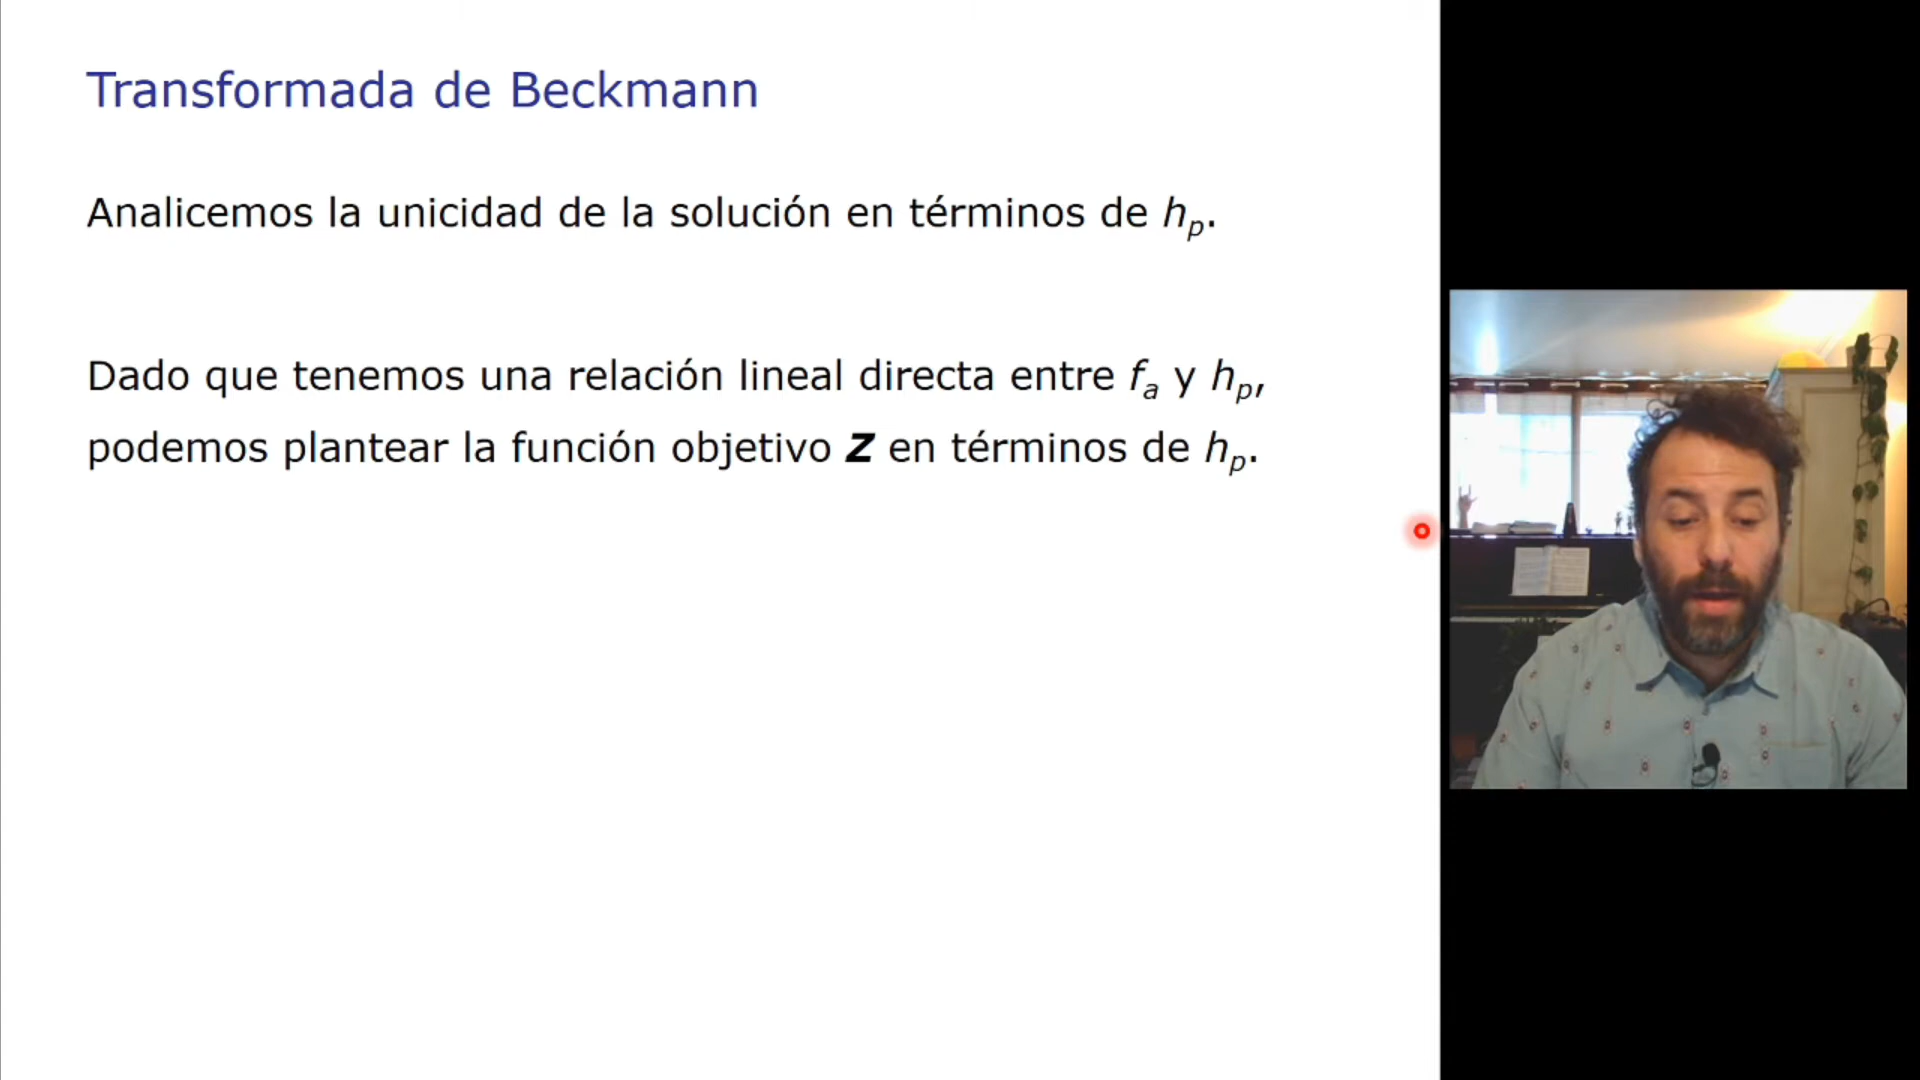 Transformada de Beckmann
Analicemos la unicidad de la solución en términos de hₚ.
Dado que tenemos una relación lineal directa entre fₐ y hₚ,
podemos plantear la función objetivo Z en términos de hₚ.